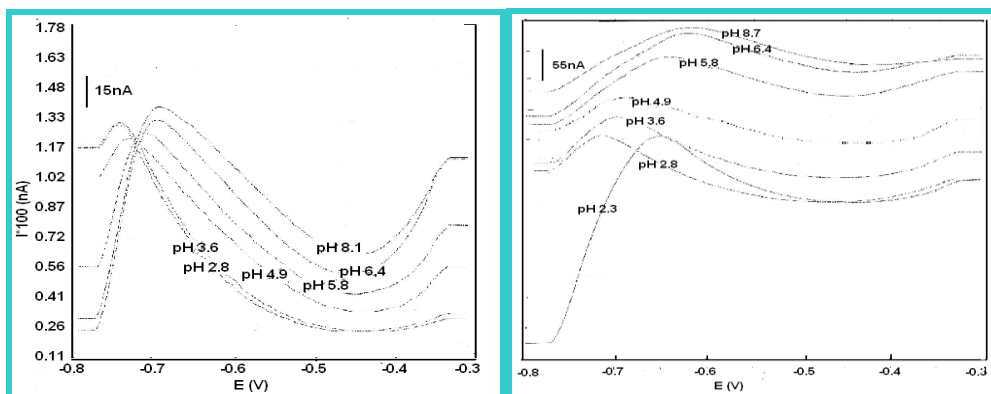 1.78
1.63
1.48
1.33
1.17
1.02
0.87
0.72
0.56
0.41
0.26
0.11
I*100 (nA)
15nA
pH 3.6
pH 2.8
pH 4.9
pH 5.8
pH 6,4
pH 8.1
-0.8 -0.7 -0.6 -0.5 -0.4 -0.3
E (V)
55nA
pH 8.7
pH 6.4
pH 5.8
pH 4.9
pH 3.6
pH 2.8
pH 2.3
-0.8 -0.7 -0.6 -0.5 -0.4 -0.3
E (V)